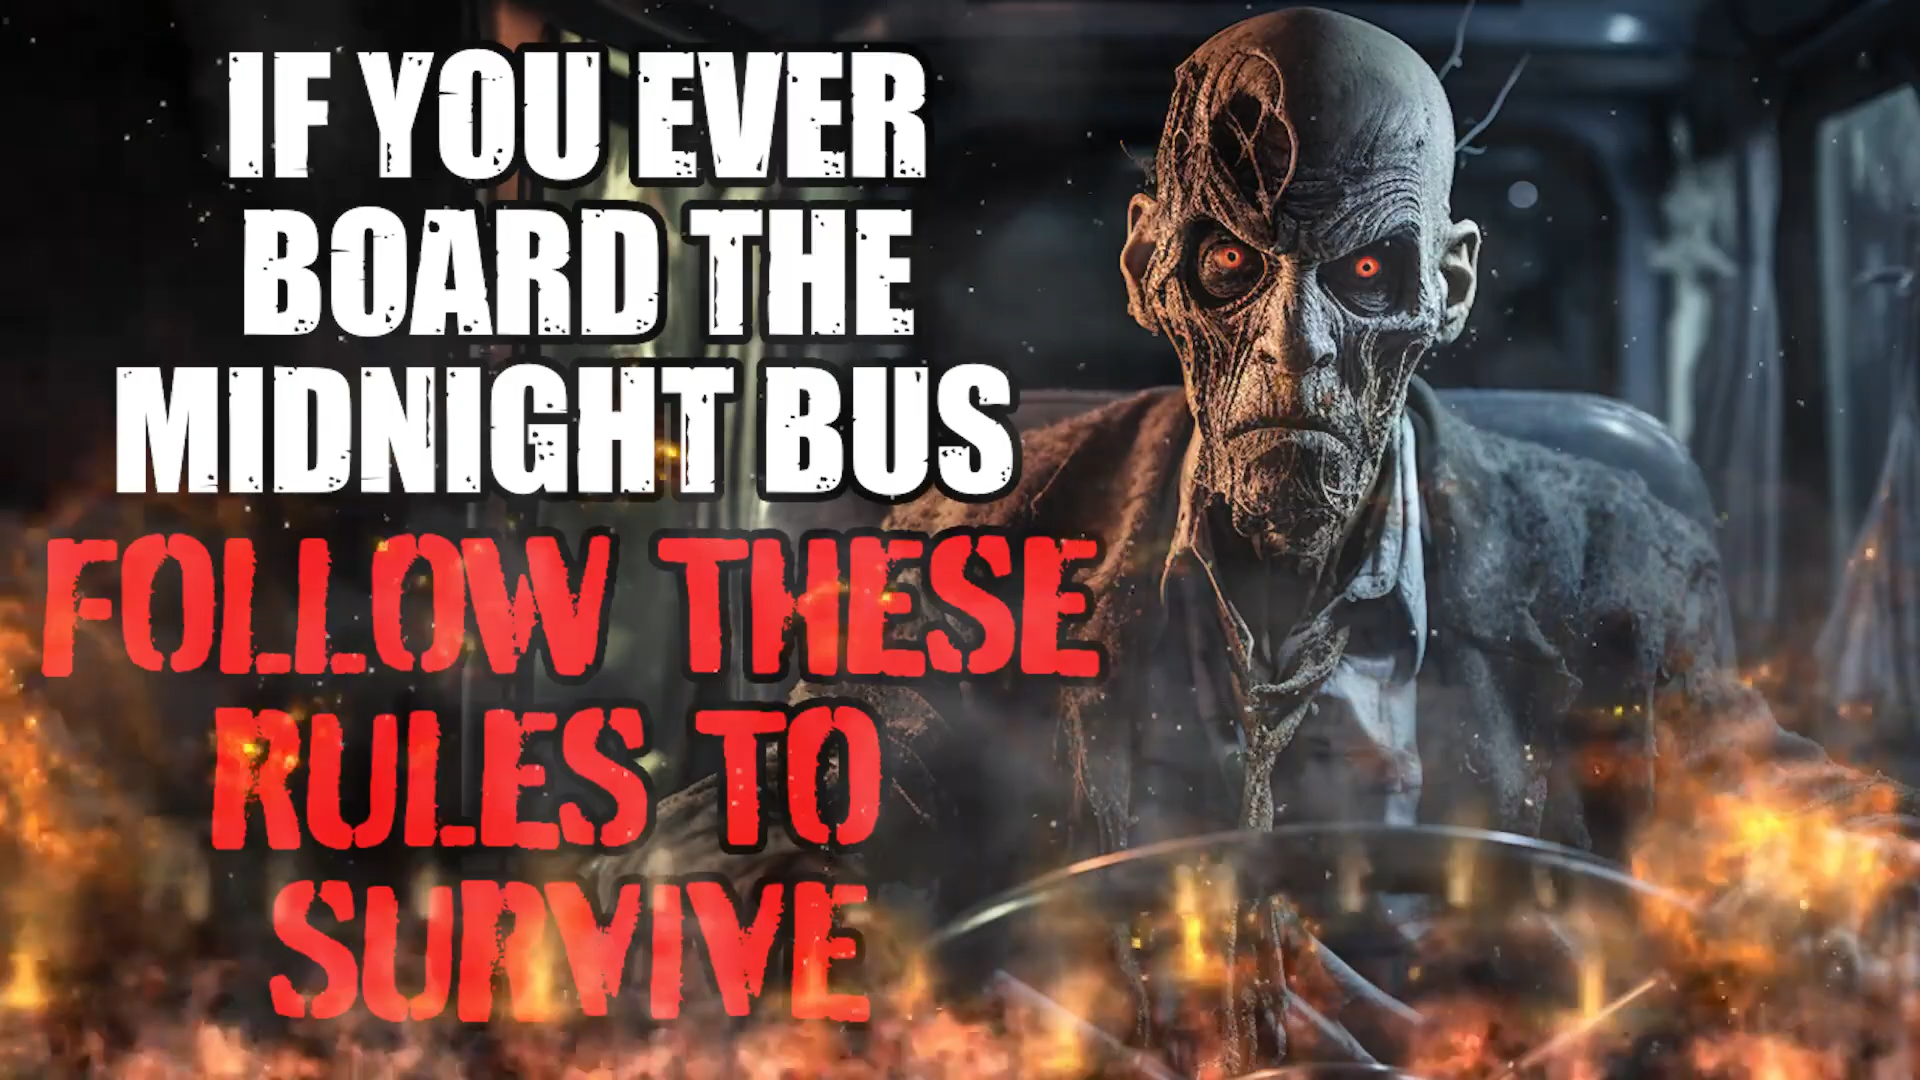 IF YOU EVER
BOARD THE
MIDNIGHT BUS
FOLLOW THESE
RULES TO
SURVIVE